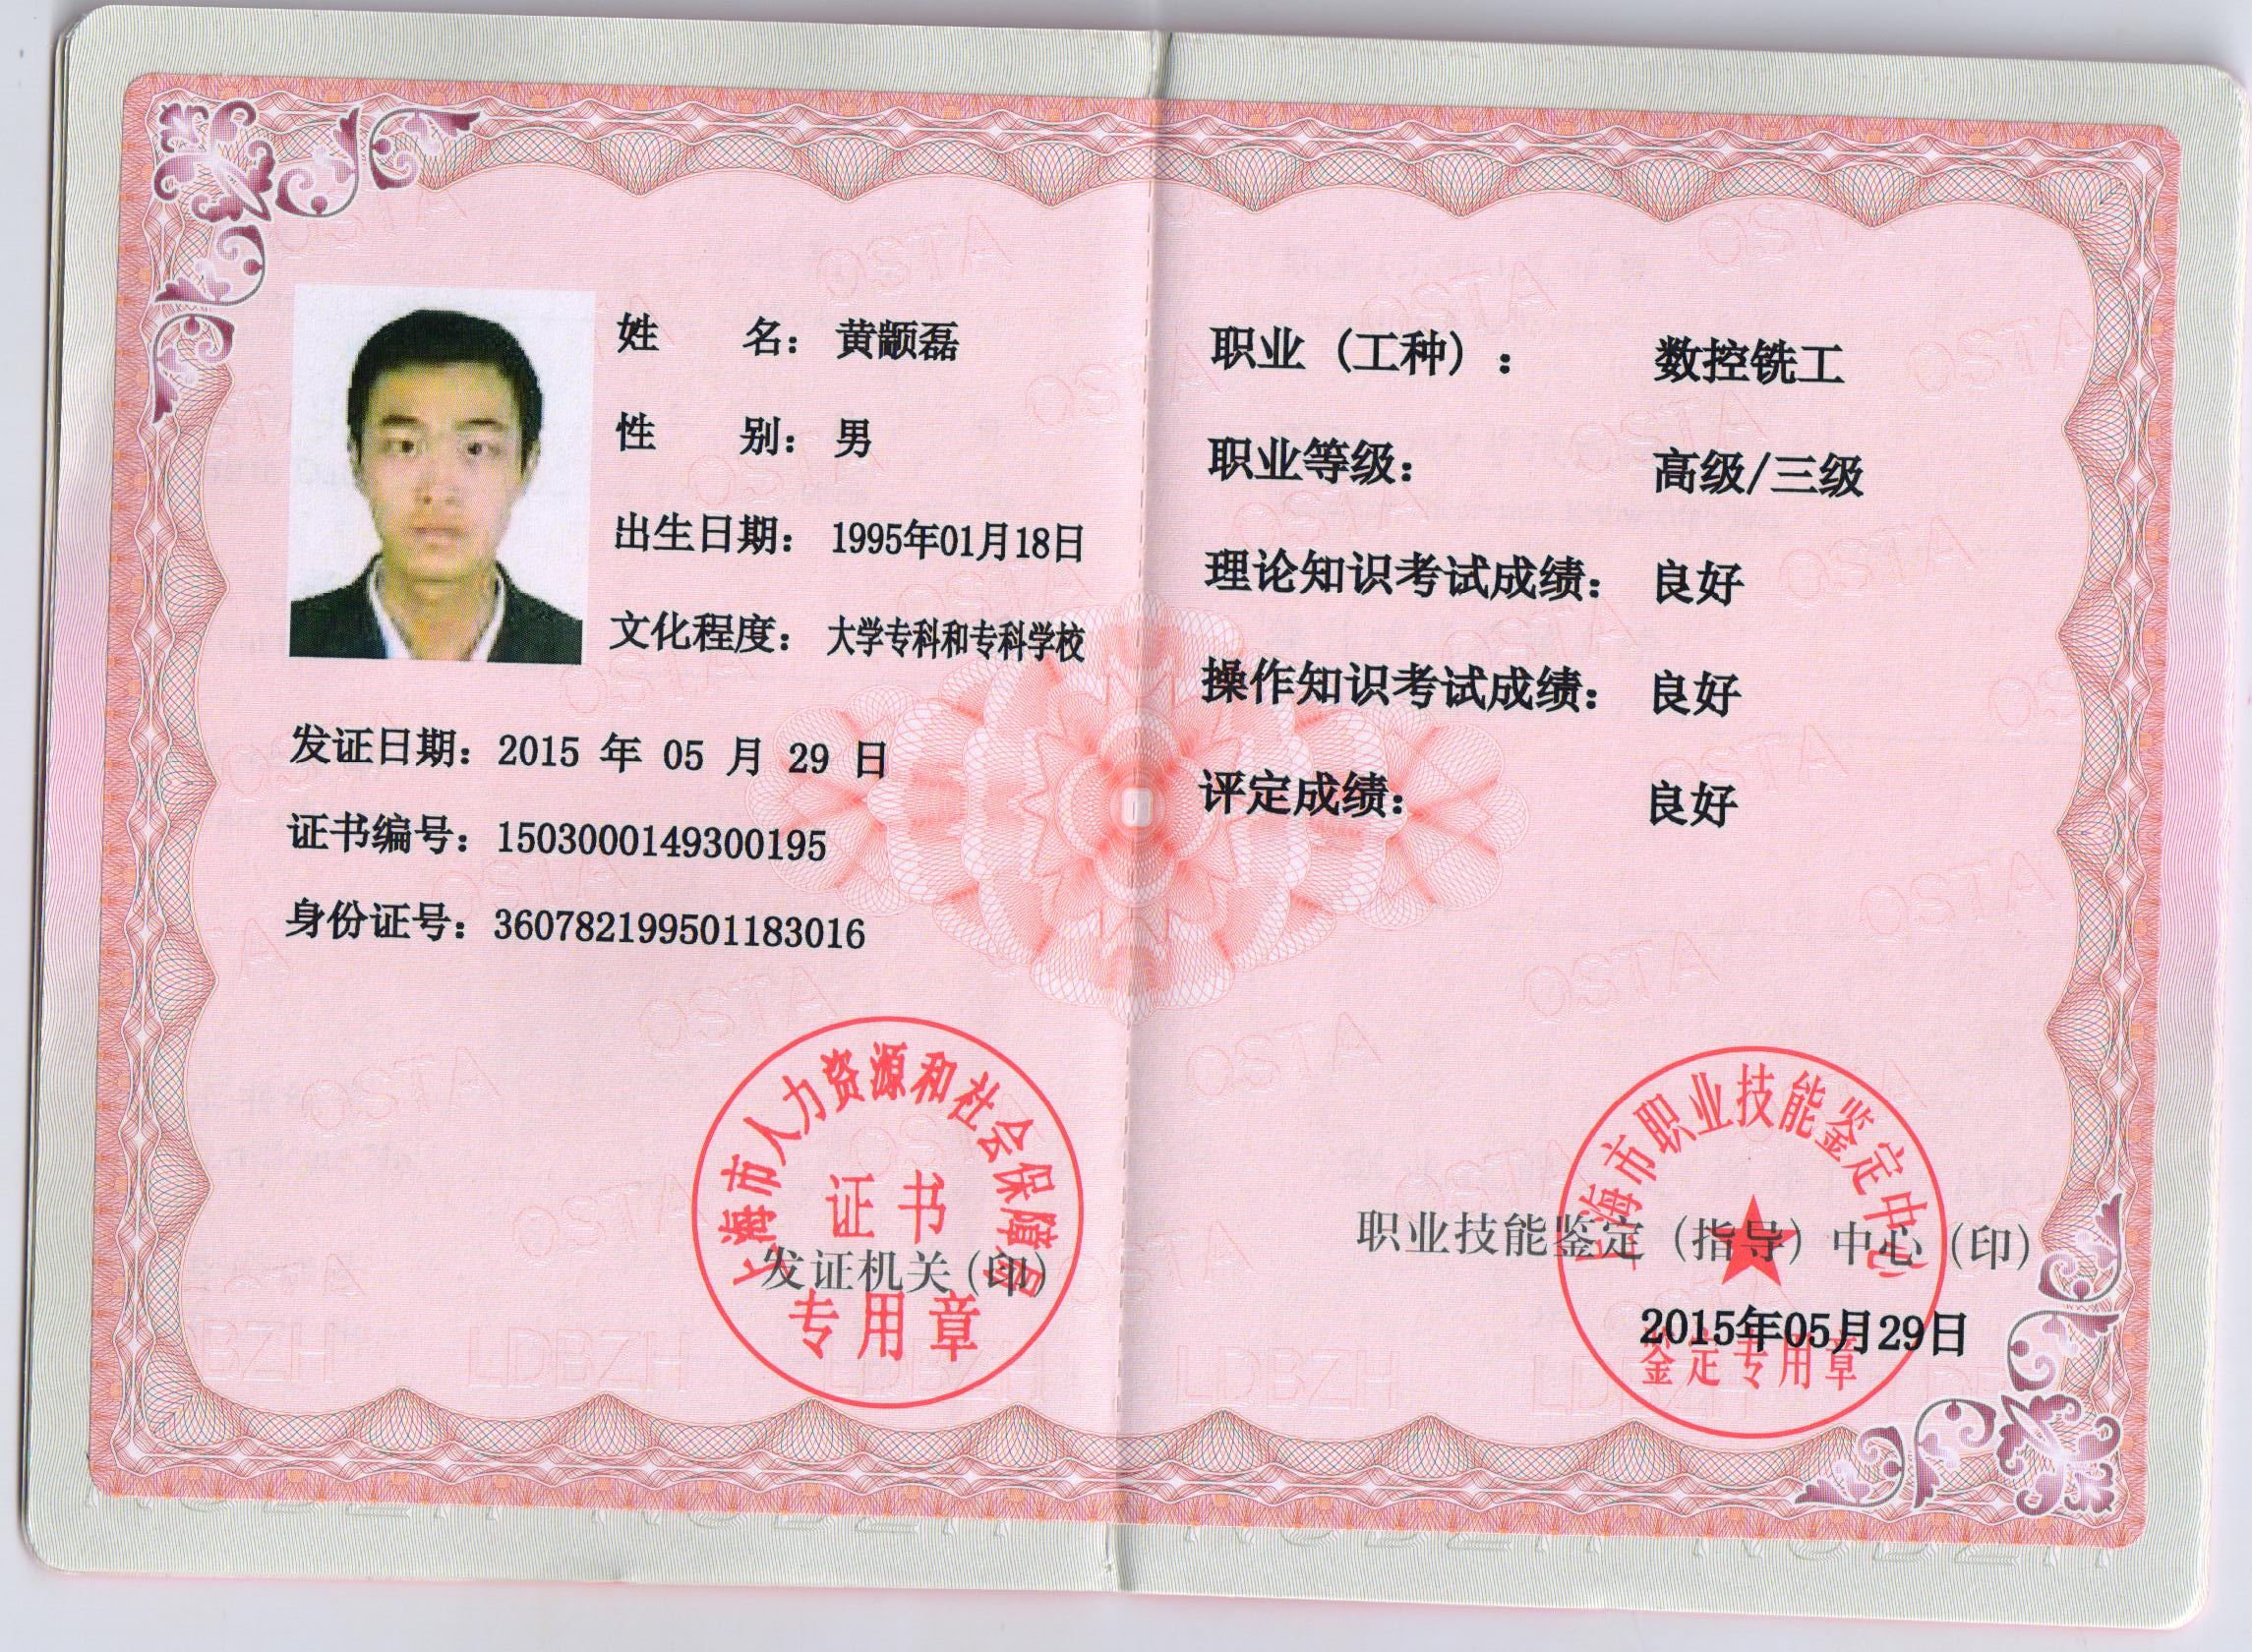 姓 名： 黄颛磊
性 别： 男
出生日期： 1995年01月18日
文化程度： 大学专科和专科学校
发证日期： 2015 年 05 月 29 日
证书编号： 1503000149300195
身份证号： 360782199501183016
上海市人力资源和社会保障局
证书
发证机关(印)
专用章
职业（工种）： 数控铣工
职业等级： 高级/三级
理论知识考试成绩： 良好
操作知识考试成绩： 良好
评定成绩： 良好
上海市职业技能鉴定中心
职业技能鉴定（指导）中心(印)
2015年05月29日
鉴定专用章
OSTA
LDBZH